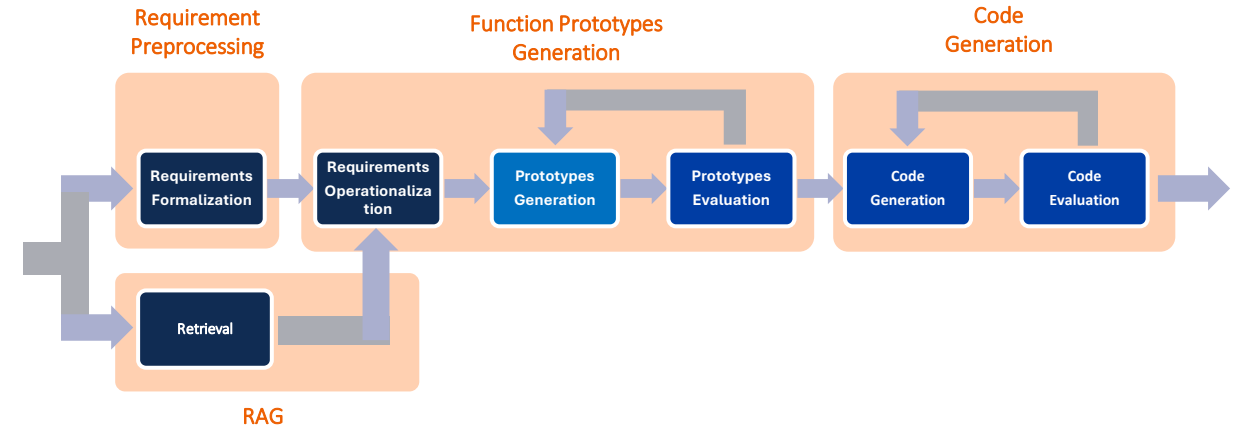 Requirement
Preprocessing
Function Prototypes
Generation
Code
Generation
Requirements
Formalization
Requirements
Operationaliza
tion
Prototypes
Generation
Prototypes
Evaluation
Code
Generation
Code
Evaluation
Retrieval
RAG